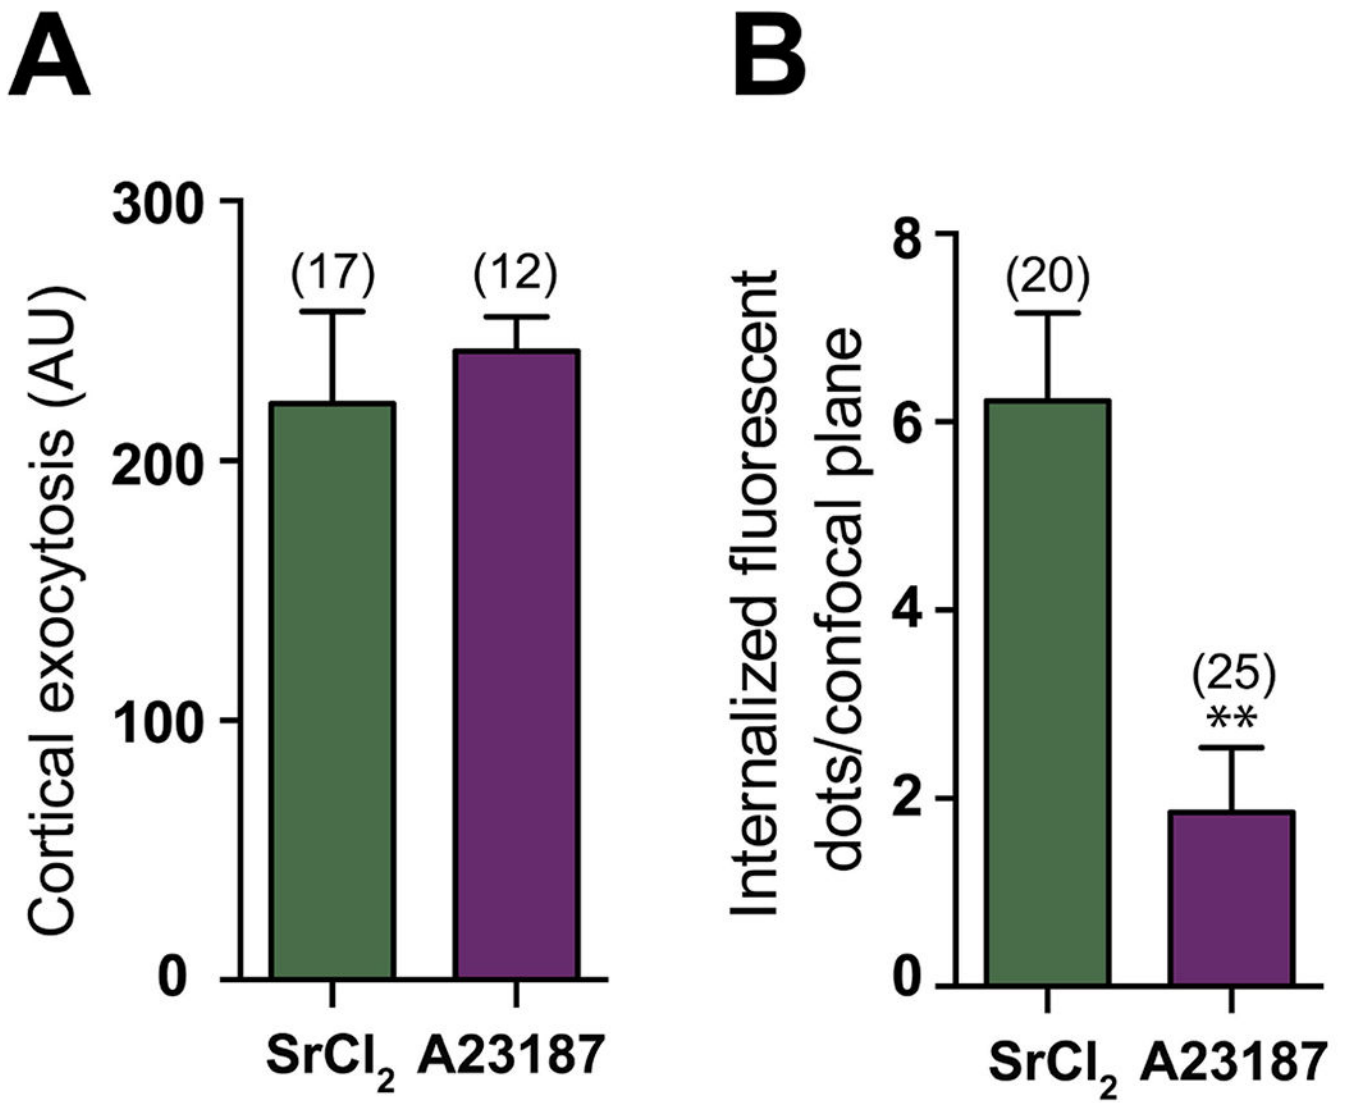 A
Cortical exocytosis (AU)
300
200
100
0
(17)
(12)
SrCl₂
A23187
B
Internalized fluorescent
dots/confocal plane
8
6
4
2
0
(20)
(25)
**
SrCl₂
A23187